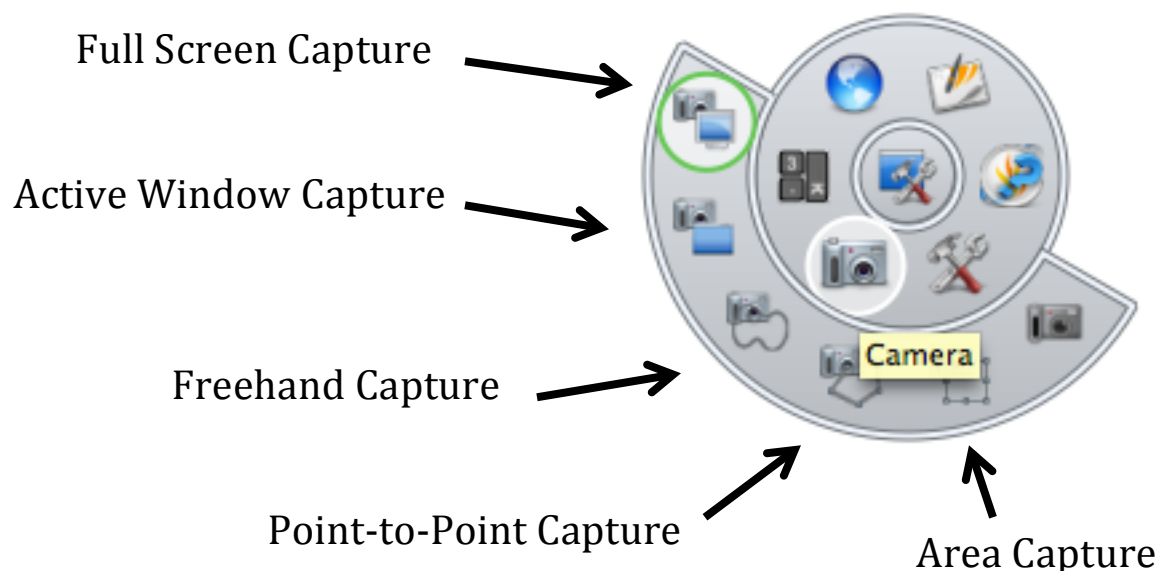 Full Screen Capture
Active Window Capture
Freehand Capture
Camera
Point-to-Point Capture
Area Capture